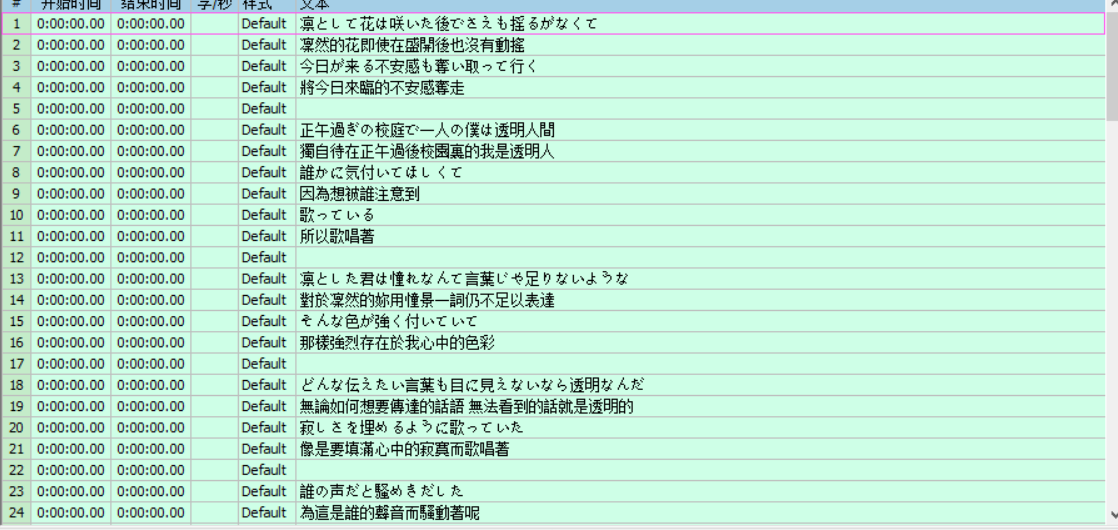 # 开始时间 结束时间 字/秒 样式 文本
1 0:00:00.00 0:00:00.00 Default 凛として花は咲いた後でさえも揺るがなくて
2 0:00:00.00 0:00:00.00 Default 凜然的花即使在盛開後也沒有動搖
3 0:00:00.00 0:00:00.00 Default 今日が来る不安感も奪い取って行く
4 0:00:00.00 0:00:00.00 Default 將今日來臨的不安感奪走
5 0:00:00.00 0:00:00.00 Default
6 0:00:00.00 0:00:00.00 Default 正午過ぎの校庭で一人の僕は透明人間
7 0:00:00.00 0:00:00.00 Default 獨自待在正午過後校園裏的我是透明人
8 0:00:00.00 0:00:00.00 Default 誰かに気付いてほしくて
9 0:00:00.00 0:00:00.00 Default 因為想被誰注意到
10 0:00:00.00 0:00:00.00 Default 歌っている
11 0:00:00.00 0:00:00.00 Default 所以歌唱著
12 0:00:00.00 0:00:00.00 Default
13 0:00:00.00 0:00:00.00 Default 凛とした君は憧れなんて言葉じゃ足りないような
14 0:00:00.00 0:00:00.00 Default 對於凜然的妳用憧景一詞仍不足以表達
15 0:00:00.00 0:00:00.00 Default そんな色が強く付いていて
16 0:00:00.00 0:00:00.00 Default 那樣強烈存在於我心中的色彩
17 0:00:00.00 0:00:00.00 Default
18 0:00:00.00 0:00:00.00 Default どんな伝えたい言葉も目に見えないなら透明なんだ
19 0:00:00.00 0:00:00.00 Default 無論如何想要傳達的話語 無法看到的話就是透明的
20 0:00:00.00 0:00:00.00 Default 寂しさを埋めるように歌っていた
21 0:00:00.00 0:00:00.00 Default 像是要填滿心中的寂寞而歌唱著
22 0:00:00.00 0:00:00.00 Default
23 0:00:00.00 0:00:00.00 Default 誰の声だと騒めきだした
24 0:00:00.00 0:00:00.00 Default 為這是誰的聲音而騷動著呢